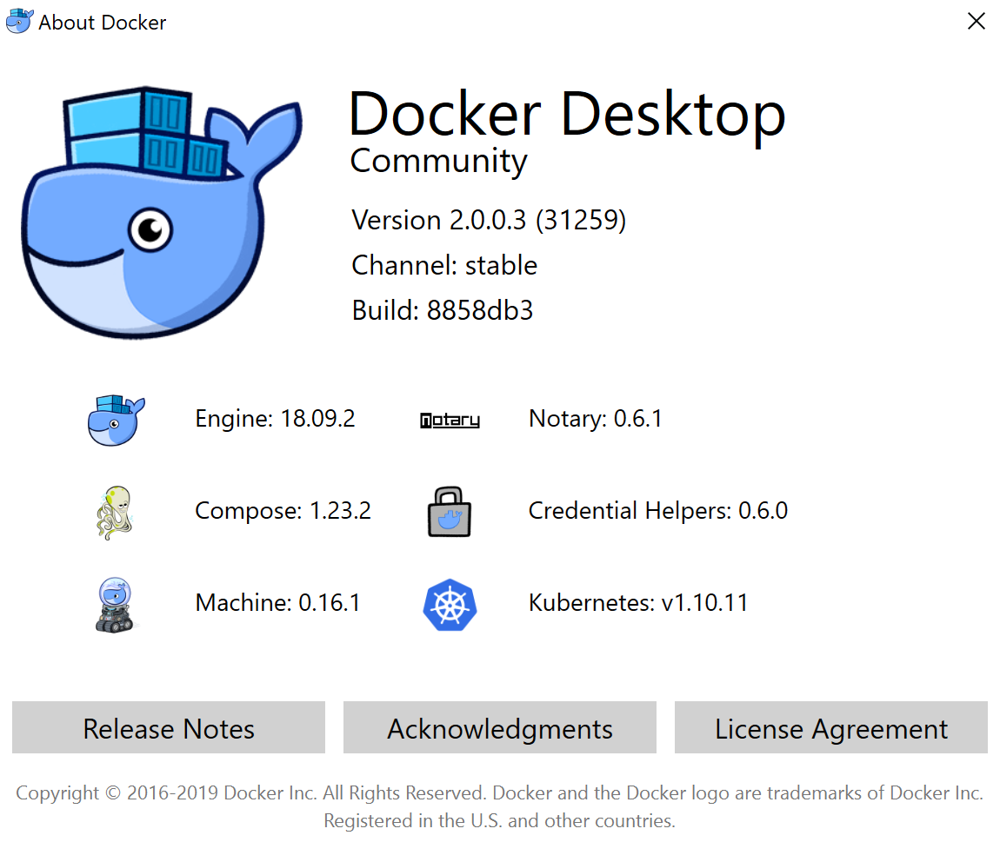 About Docker
Docker Desktop
Community
Version 2.0.0.3 (31259)
Channel: stable
Build: 8858db3
Engine: 18.09.2
notary
Notary: 0.6.1
Compose: 1.23.2
Credential Helpers: 0.6.0
Machine: 0.16.1
Kubernetes: v1.10.11
Release Notes
Acknowledgments
License Agreement
Copyright © 2016-2019 Docker Inc. All Rights Reserved. Docker and the Docker logo are trademarks of Docker Inc.
Registered in the U.S. and other countries.